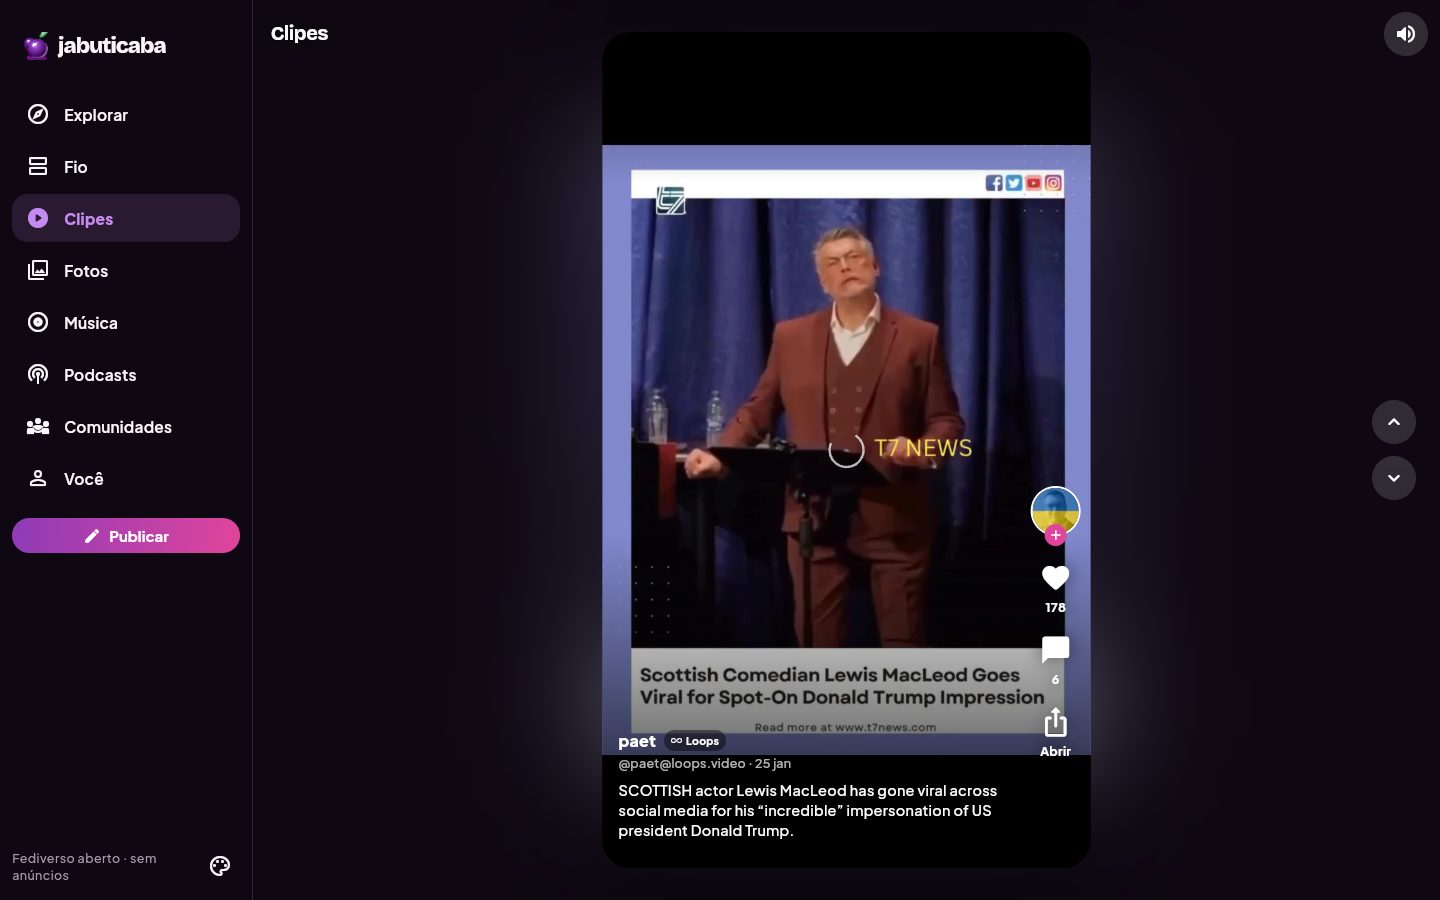 jabuticaba
Explorar
Fio
Clipes
Fotos
Música
Podcasts
Comunidades
Você
Publicar
Fediverso aberto · sem
anúncios
Clipes
T7 NEWS
178
6
Abrir
Scottish Comedian Lewis MacLeod Goes
Viral for Spot-On Donald Trump Impression
Read more at www.t7news.com
paet
Loops
@paet@loops.video · 25 jan
SCOTTISH actor Lewis MacLeod has gone viral across
social media for his “incredible” impersonation of US
president Donald Trump.